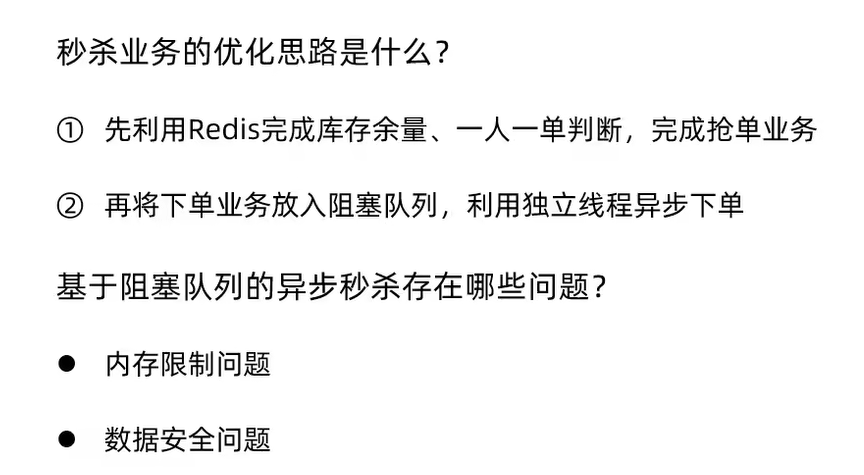 秒杀业务的优化思路是什么？
① 先利用Redis完成库存余量、一人一单判断，完成抢单业务
② 再将下单业务放入阻塞队列，利用独立线程异步下单
基于阻塞队列的异步秒杀存在哪些问题？
● 内存限制问题
● 数据安全问题